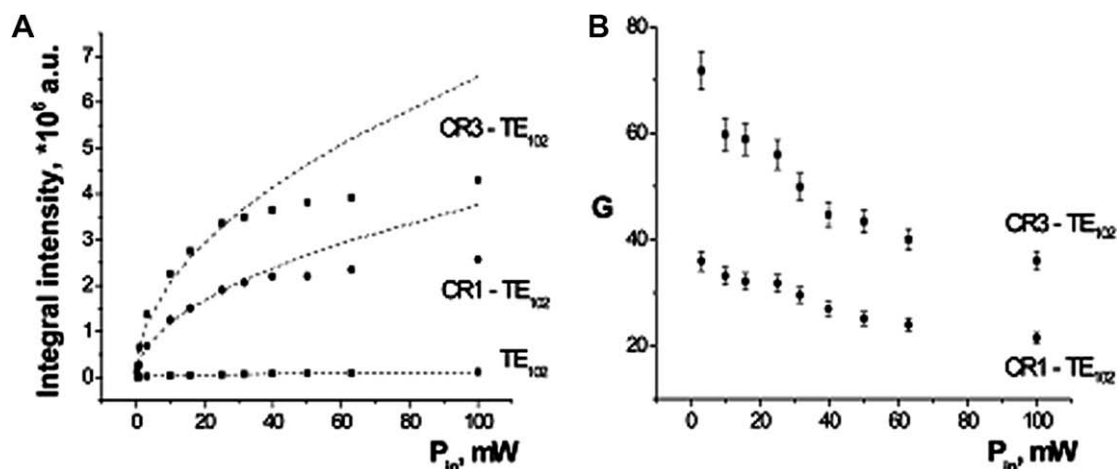 A
Integral intensity, *10⁶ a.u.
7
6
5
4
3
2
1
0
CR3 - TE₁₀₂
CR1 - TE₁₀₂
TE₁₀₂
0 20 40 60 80 100
Pᵢₙ, mW
B
G
80
60
40
20
CR3 - TE₁₀₂
CR1 - TE₁₀₂
0 20 40 60 80 100
Pᵢₙ, mW